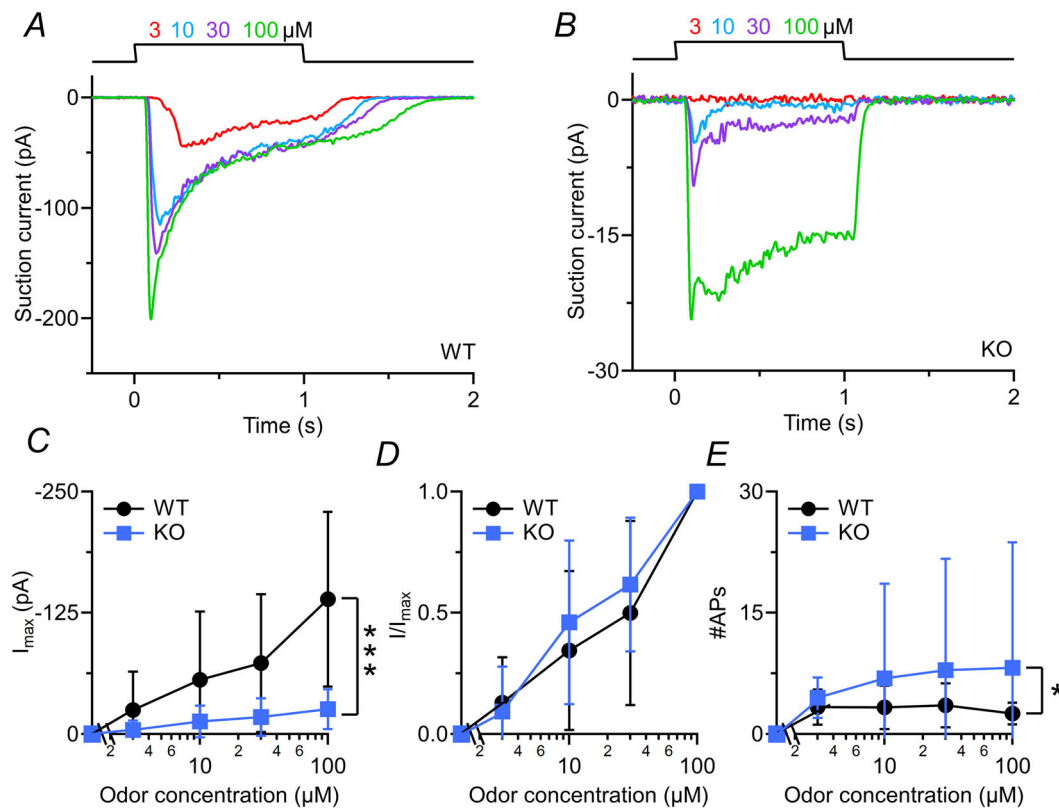 A
3 10 30 100 µM
0
-100
-200
Suction current (pA)
WT
0 1 2
Time (s)
B
3 10 30 100 µM
0
-15
-30
Suction current (pA)
KO
0 1 2
Time (s)
C
-250
-125
0
I max (pA)
WT
KO
***
2 4 6 10 2 4 6 100
Odor concentration (µM)
D
1.0
0.5
0.0
I/I max
2 4 6 10 2 4 6 100
Odor concentration (µM)
E
30
15
0
#APs
WT
KO
*
2 4 6 10 2 4 6 100
Odor concentration (µM)
WT
KO